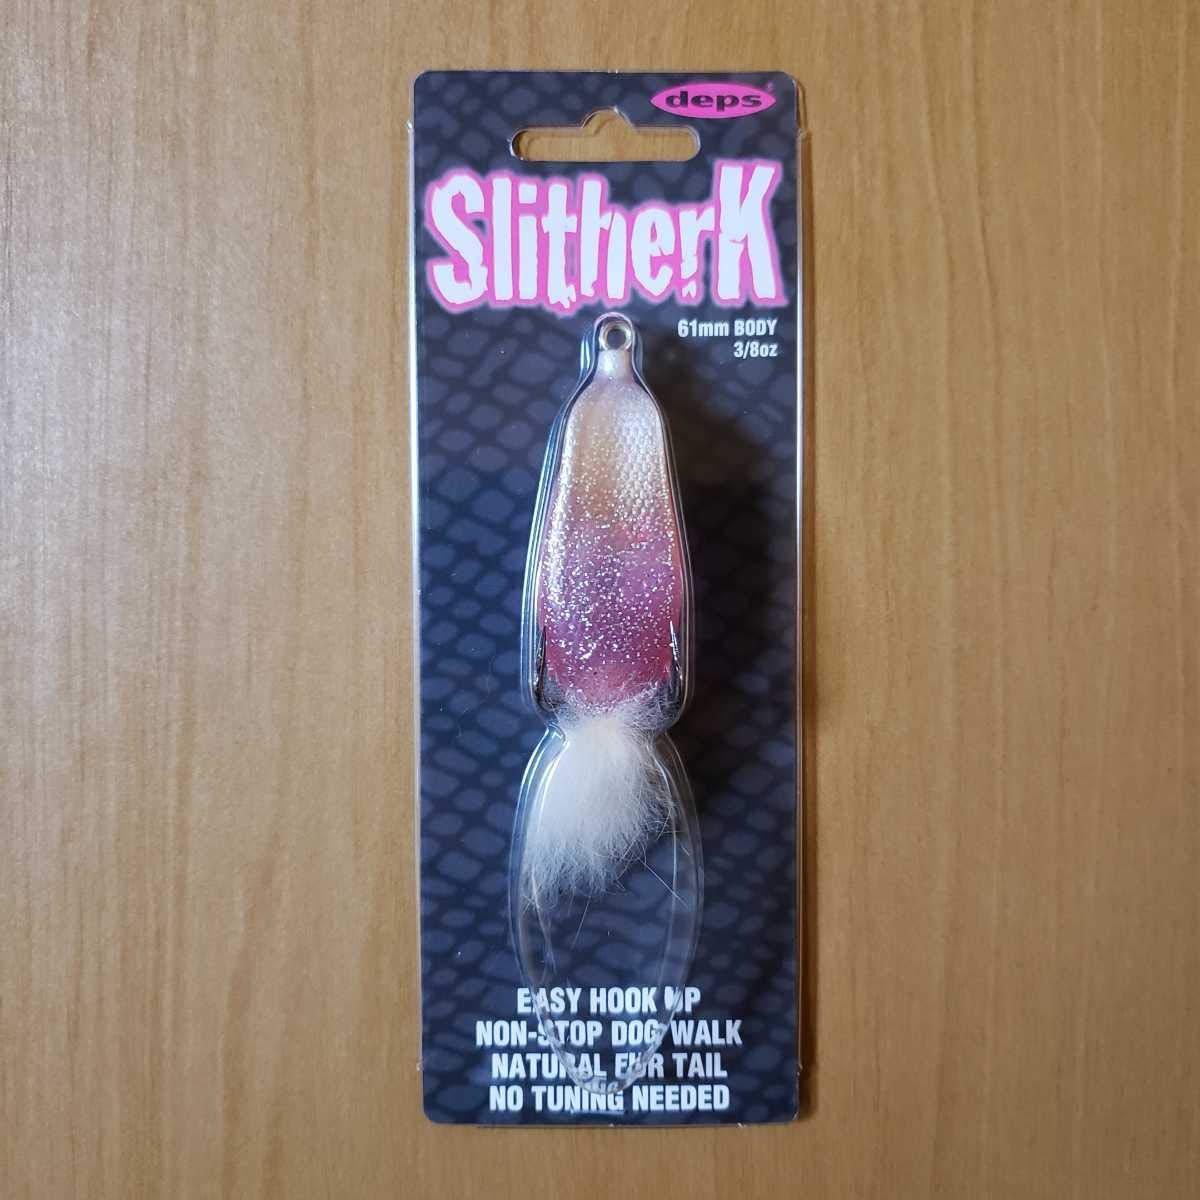 deps
SlitherK
61mm BODY
3/8oz
EASY HOOK UP
NON-STOP DOG WALK
NATURAL FUR TAIL
NO TUNING NEEDED